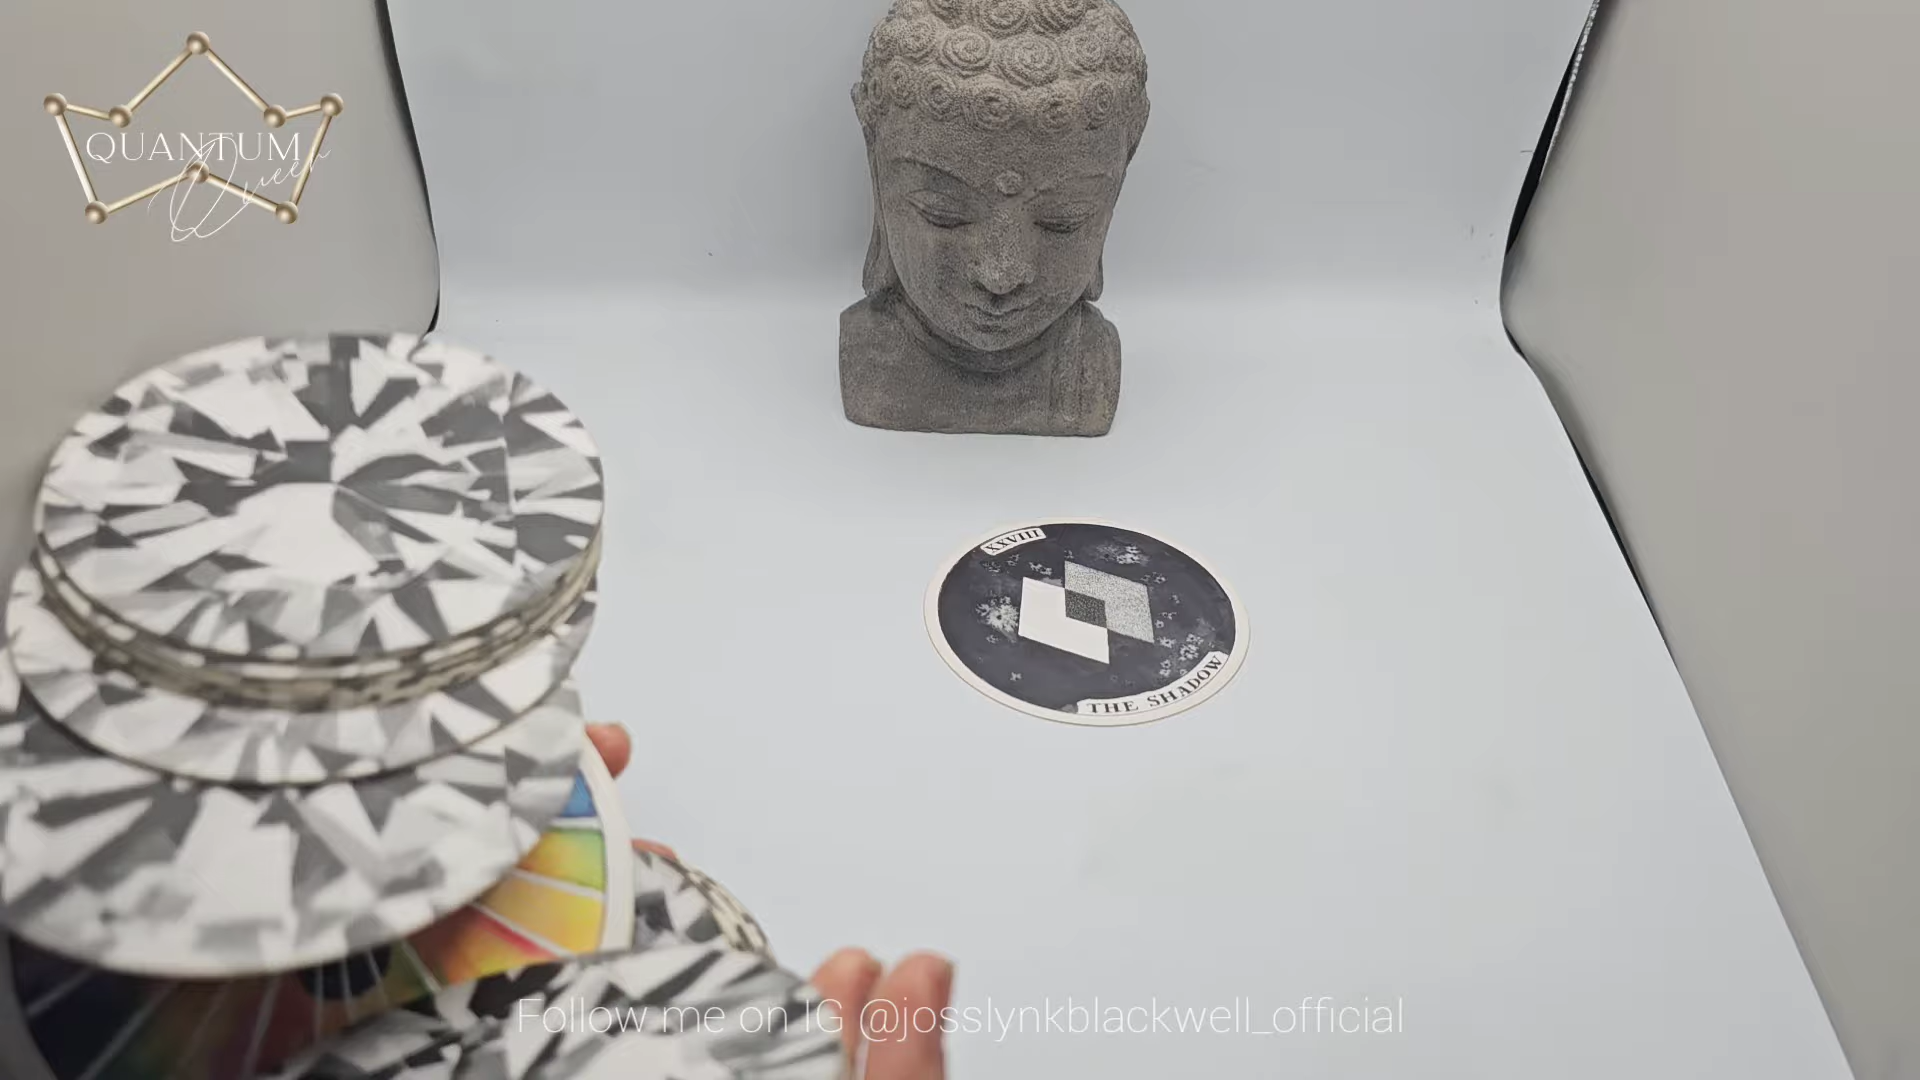 QUANTUM
Queen
XXVIII
THE SHADOW
Follow me on IG @josslynkblackwell_official